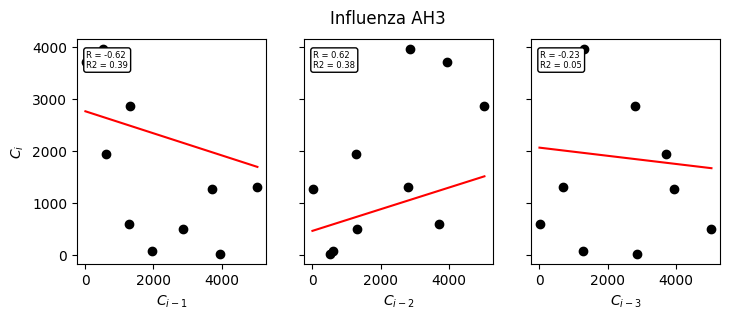 Influenza AH3
R = -0.62
R2 = 0.39
R = 0.62
R2 = 0.38
R = -0.23
R2 = 0.05
4000
3000
2000
1000
0
C_i
0 2000 4000
0 2000 4000
0 2000 4000
C_{i-1}
C_{i-2}
C_{i-3}